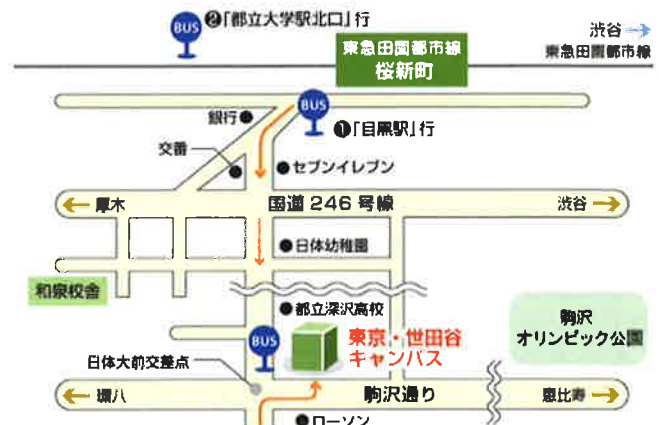 BUS ❷「都立大学駅北口」行
渋谷 →
東急田園都市線
東急田園都市線
桜新町
BUS
❶「目黒駅」行
銀行
交番
セブンイレブン
← 厚木
国道 246 号線
渋谷 →
日体幼稚園
和泉校舎
都立深沢高校
BUS
東京・世田谷
キャンパス
駒沢
オリンピック公園
日体大前交差点
← 環八
駒沢通り
恵比寿 →
ローソン